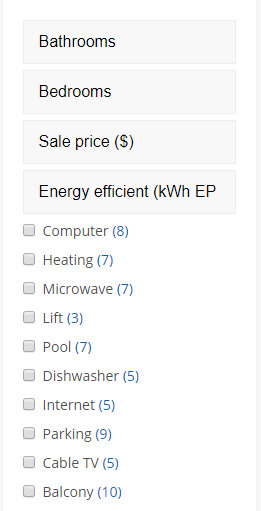 Bathrooms
Bedrooms
Sale price ($)
Energy efficient (kWh EP
Computer (8)
Heating (7)
Microwave (7)
Lift (3)
Pool (7)
Dishwasher (5)
Internet (5)
Parking (9)
Cable TV (5)
Balcony (10)